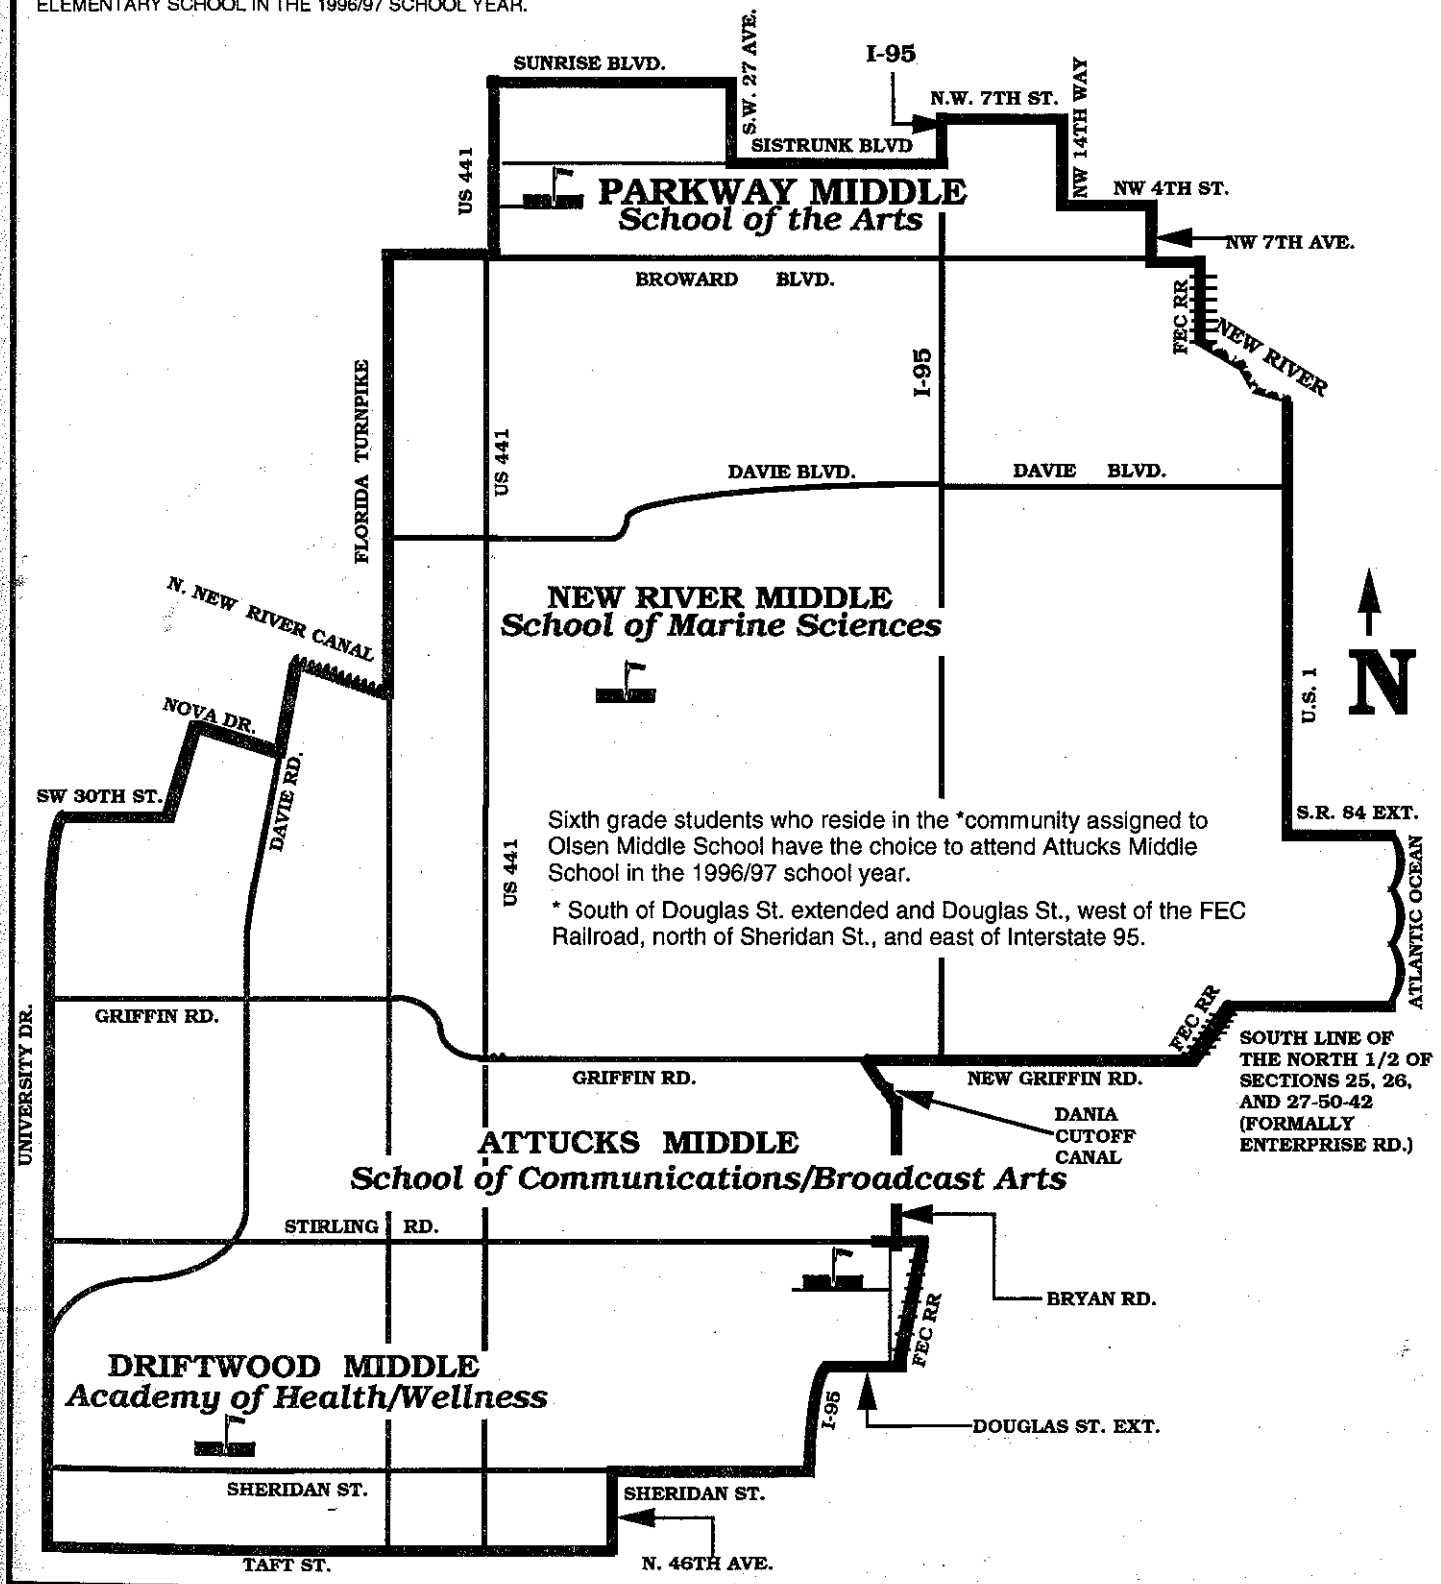 ELEMENTARY SCHOOL IN THE 1996/97 SCHOOL YEAR.
SUNRISE BLVD.
S.W. 27 AVE.
I-95
N.W. 7TH ST.
NW 14TH WAY
SISTRUNK BLVD
US 441
PARKWAY MIDDLE
School of the Arts
NW 4TH ST.
NW 7TH AVE.
BROWARD BLVD.
FEC RR
NEW RIVER
I-95
FLORIDA TURNPIKE
US 441
DAVIE BLVD.
DAVIE BLVD.
N. NEW RIVER CANAL
NEW RIVER MIDDLE
School of Marine Sciences
N
U.S. 1
NOVA DR.
DAVIE RD.
SW 30TH ST.
S.R. 84 EXT.
US 441
Sixth grade students who reside in the *community assigned to
Olsen Middle School have the choice to attend Attucks Middle
School in the 1996/97 school year.
* South of Douglas St. extended and Douglas St., west of the FEC
Railroad, north of Sheridan St., and east of Interstate 95.
ATLANTIC OCEAN
UNIVERSITY DR.
GRIFFIN RD.
FEC RR
GRIFFIN RD.
NEW GRIFFIN RD.
SOUTH LINE OF
THE NORTH 1/2 OF
SECTIONS 25, 26,
AND 27-50-42
(FORMALLY
ENTERPRISE RD.)
DANIA
CUTOFF
CANAL
ATTUCKS MIDDLE
School of Communications/Broadcast Arts
STIRLING RD.
BRYAN RD.
FEC RR
DRIFTWOOD MIDDLE
Academy of Health/Wellness
I-95
DOUGLAS ST. EXT.
SHERIDAN ST.
SHERIDAN ST.
TAFT ST.
N. 46TH AVE.